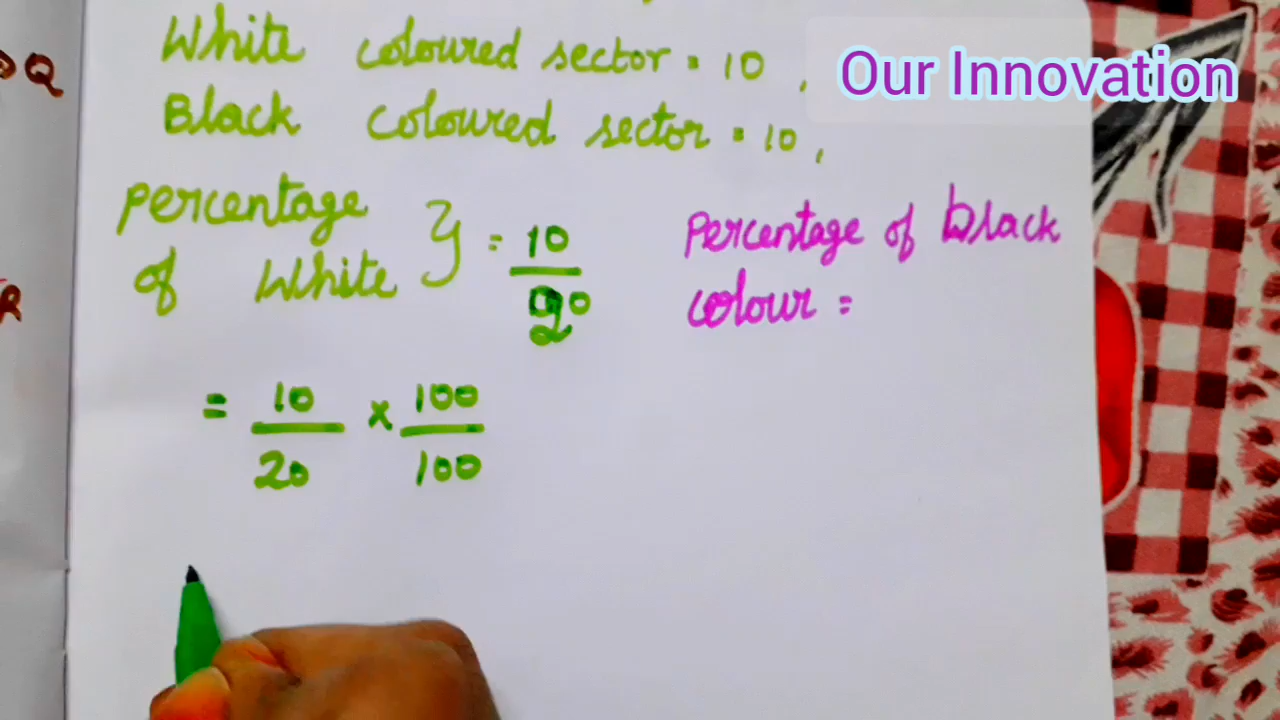 White coloured sector = 10 ,
Our Innovation
Black coloured sector = 10 ,
Percentage of White } = 10/20
Percentage of black
colour =
= 10/20 × 100/100